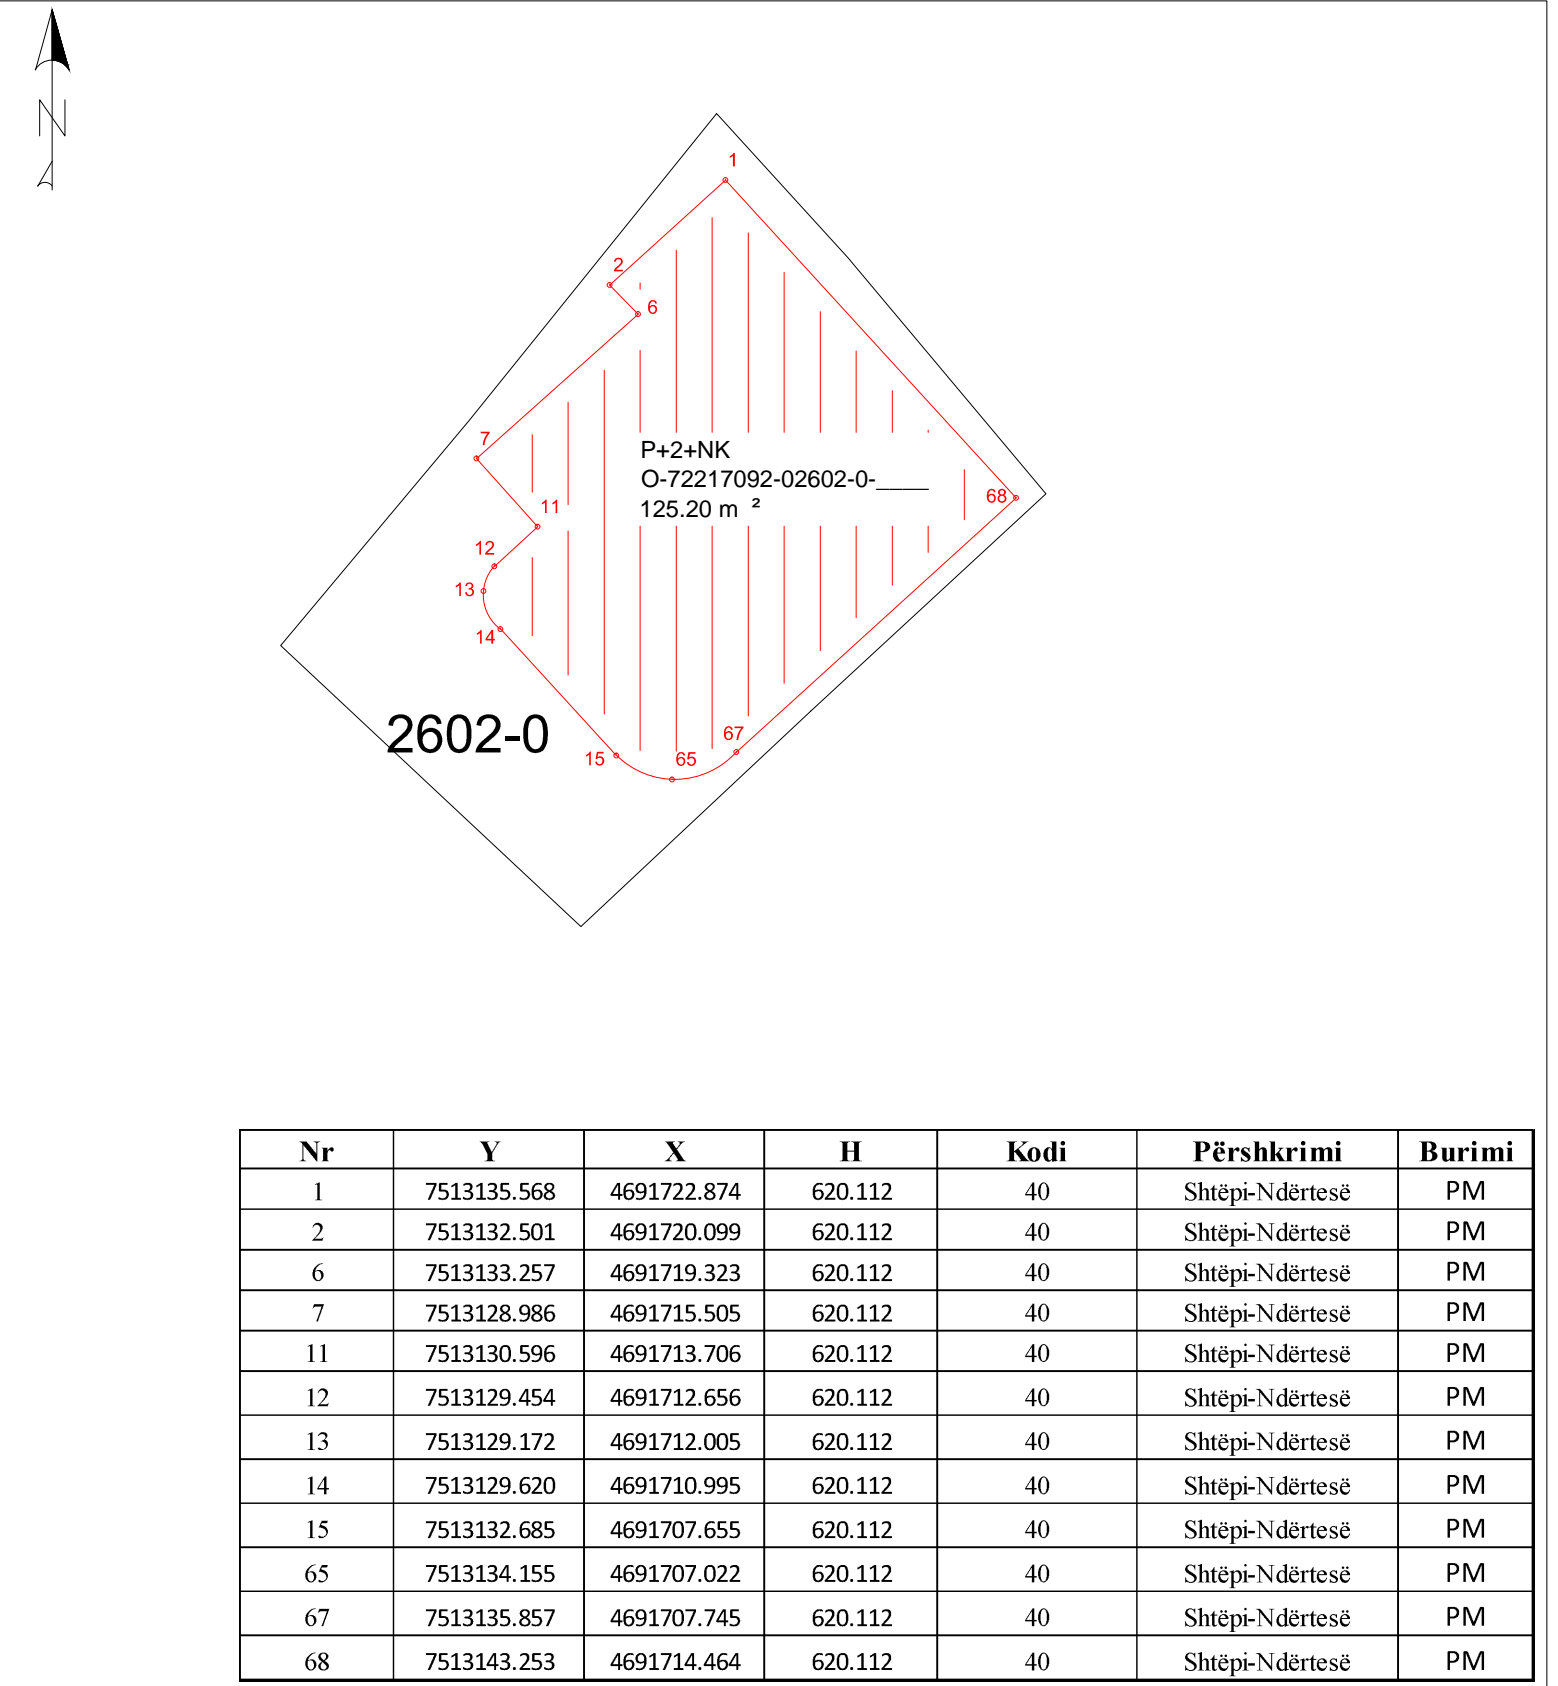 N
1
2
6
7
P+2+NK
O-72217092-02602-0-____
125.20 m ²
68
11
12
13
14
2602-0
67
15
65
Nr Y X H Kodi Përshkrimi Burimi
1 7513135.568 4691722.874 620.112 40 Shtëpi-Ndërtesë PM
2 7513132.501 4691720.099 620.112 40 Shtëpi-Ndërtesë PM
6 7513133.257 4691719.323 620.112 40 Shtëpi-Ndërtesë PM
7 7513128.986 4691715.505 620.112 40 Shtëpi-Ndërtesë PM
11 7513130.596 4691713.706 620.112 40 Shtëpi-Ndërtesë PM
12 7513129.454 4691712.656 620.112 40 Shtëpi-Ndërtesë PM
13 7513129.172 4691712.005 620.112 40 Shtëpi-Ndërtesë PM
14 7513129.620 4691710.995 620.112 40 Shtëpi-Ndërtesë PM
15 7513132.685 4691707.655 620.112 40 Shtëpi-Ndërtesë PM
65 7513134.155 4691707.022 620.112 40 Shtëpi-Ndërtesë PM
67 7513135.857 4691707.745 620.112 40 Shtëpi-Ndërtesë PM
68 7513143.253 4691714.464 620.112 40 Shtëpi-Ndërtesë PM